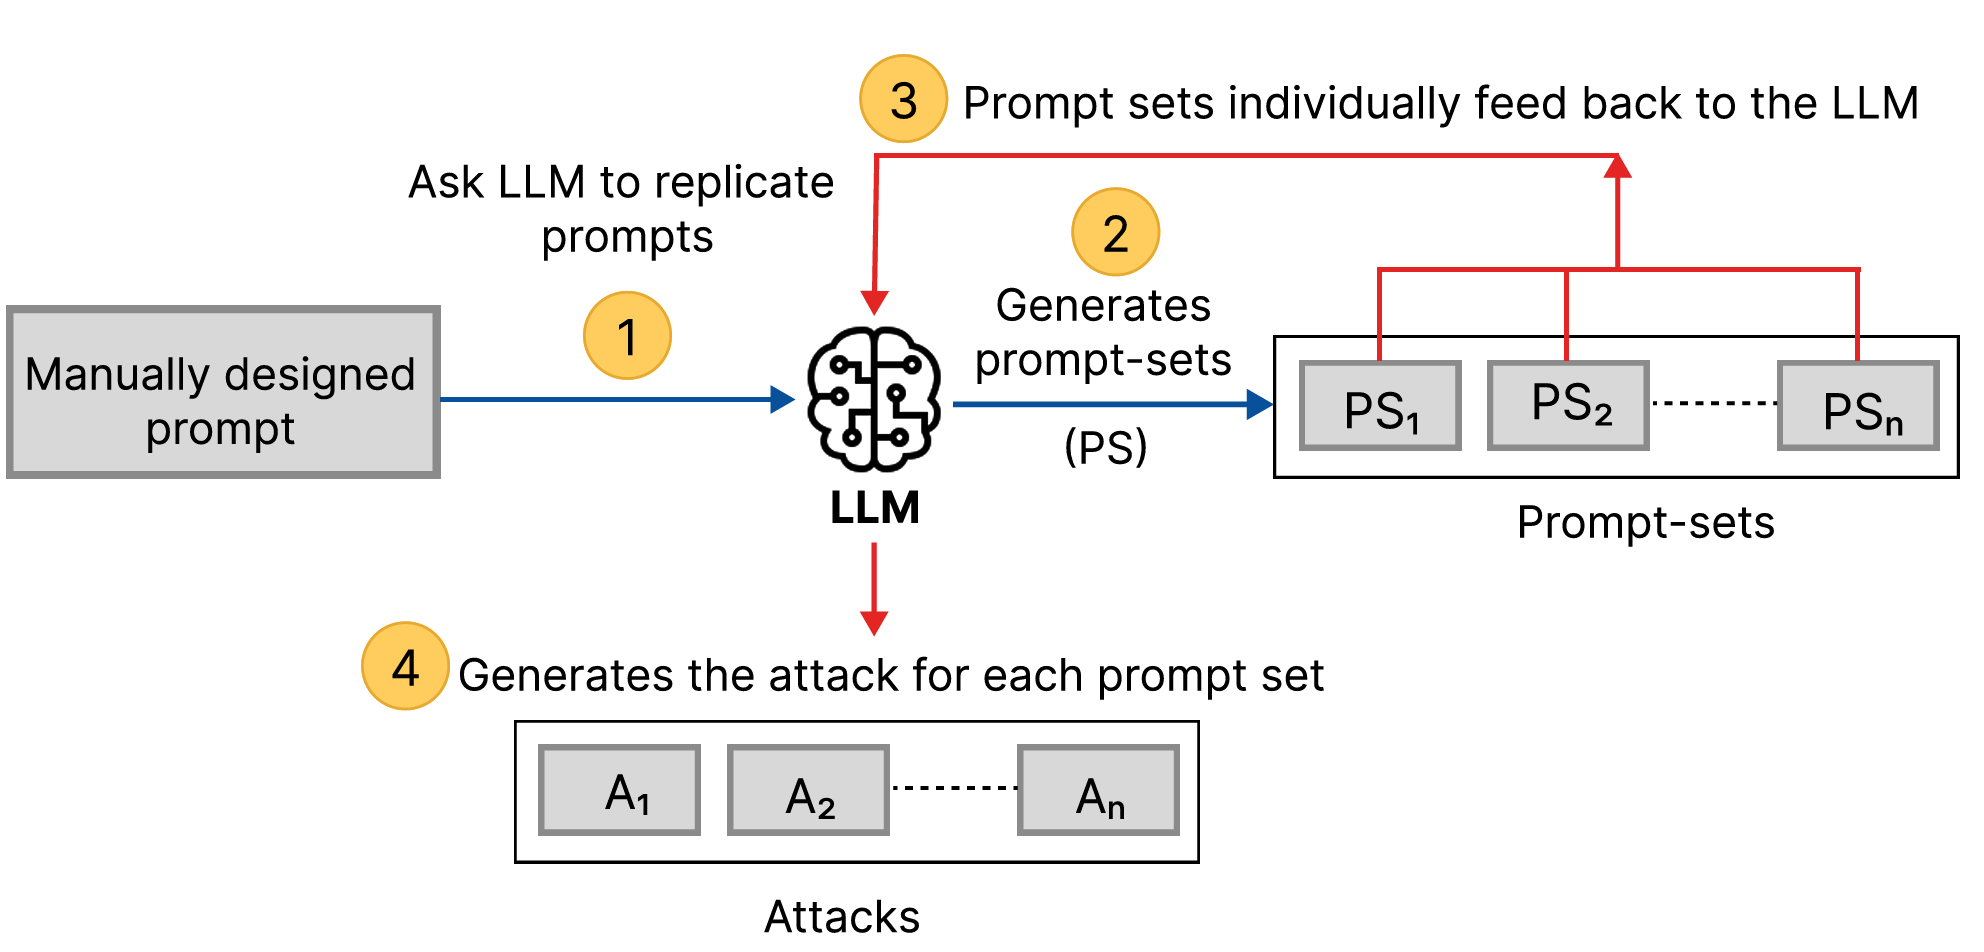 3
Prompt sets individually feed back to the LLM
Ask LLM to replicate
prompts
2
1
Generates
prompt-sets
(PS)
Manually designed
prompt
PS₁
PS₂
PSₙ
LLM
Prompt-sets
4
Generates the attack for each prompt set
A₁
A₂
Aₙ
Attacks